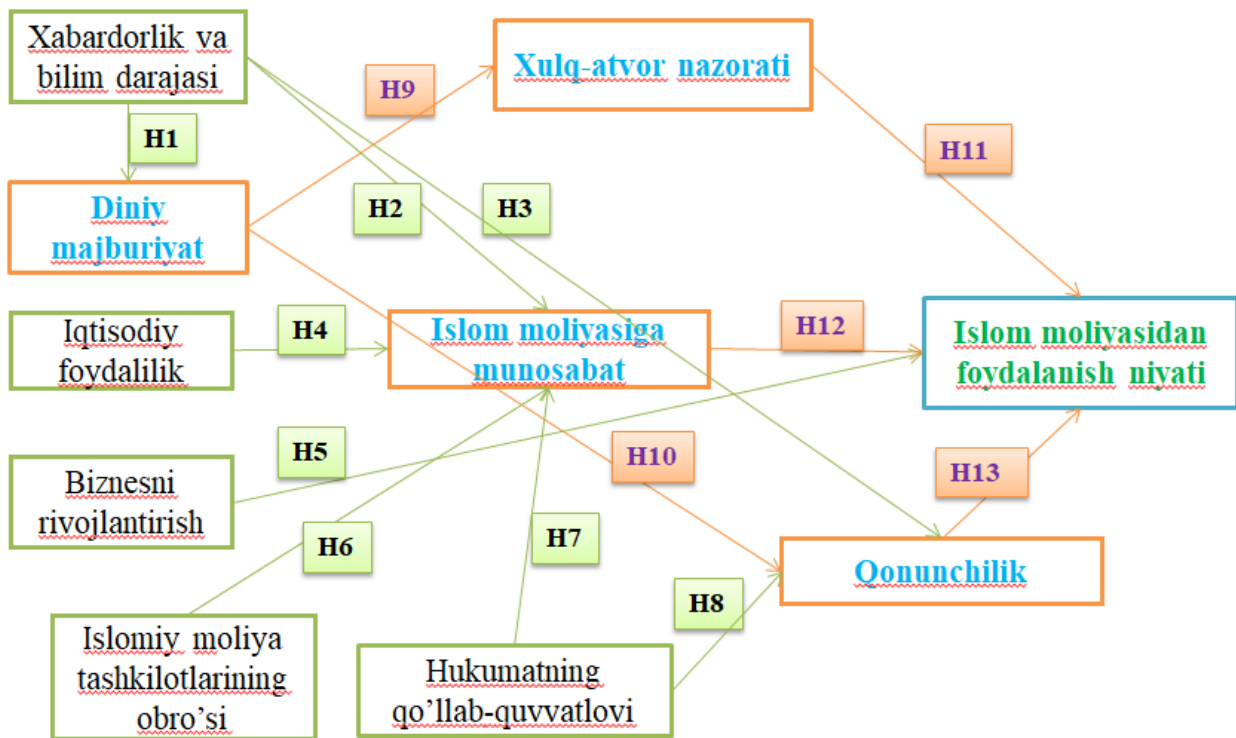 Xabardorlik va
bilim darajasi
Xulq-atvor nazorati
H9
H1
H11
Diniy
majburiyat
H2
H3
Iqtisodiy
foydalilik
H4
Islom moliyasiga
munosabat
H12
Islom moliyasidan
foydalanish niyati
H5
H10
H13
Biznesni
rivojlantirish
H6
H7
Qonunchilik
H8
Islomiy moliya
tashkilotlarining
obro’si
Hukumatning
qo’llab-quvvatlovi